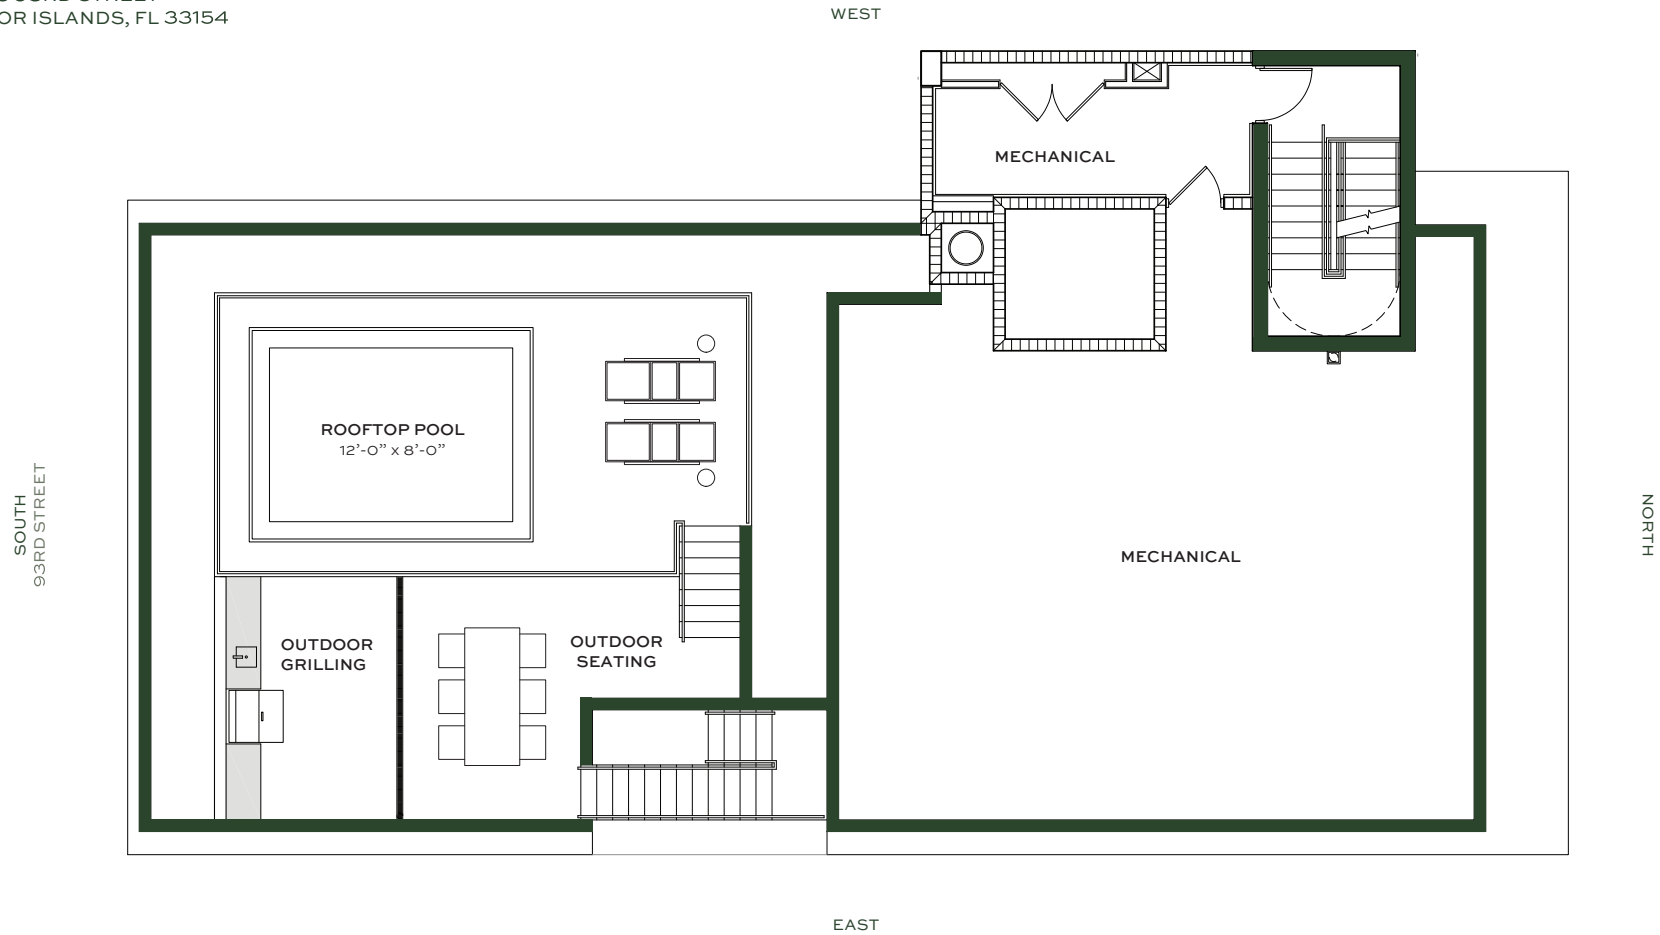 OR ISLANDS, FL 33154
WEST
MECHANICAL
ROOFTOP POOL
12’-0” x 8’-0”
SOUTH
93RD STREET
NORTH
MECHANICAL
OUTDOOR
GRILLING
OUTDOOR
SEATING
EAST